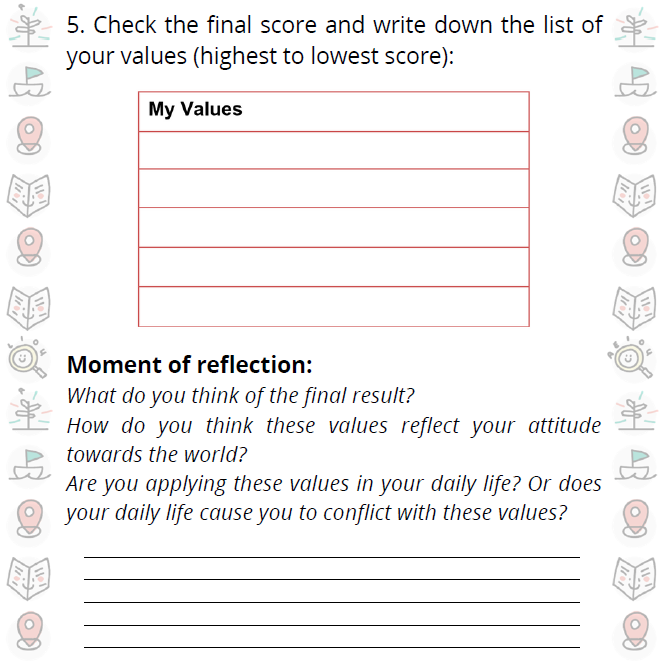 5. Check the final score and write down the list of
your values (highest to lowest score):
My Values
Moment of reflection:
What do you think of the final result?
How do you think these values reflect your attitude
towards the world?
Are you applying these values in your daily life? Or does
your daily life cause you to conflict with these values?